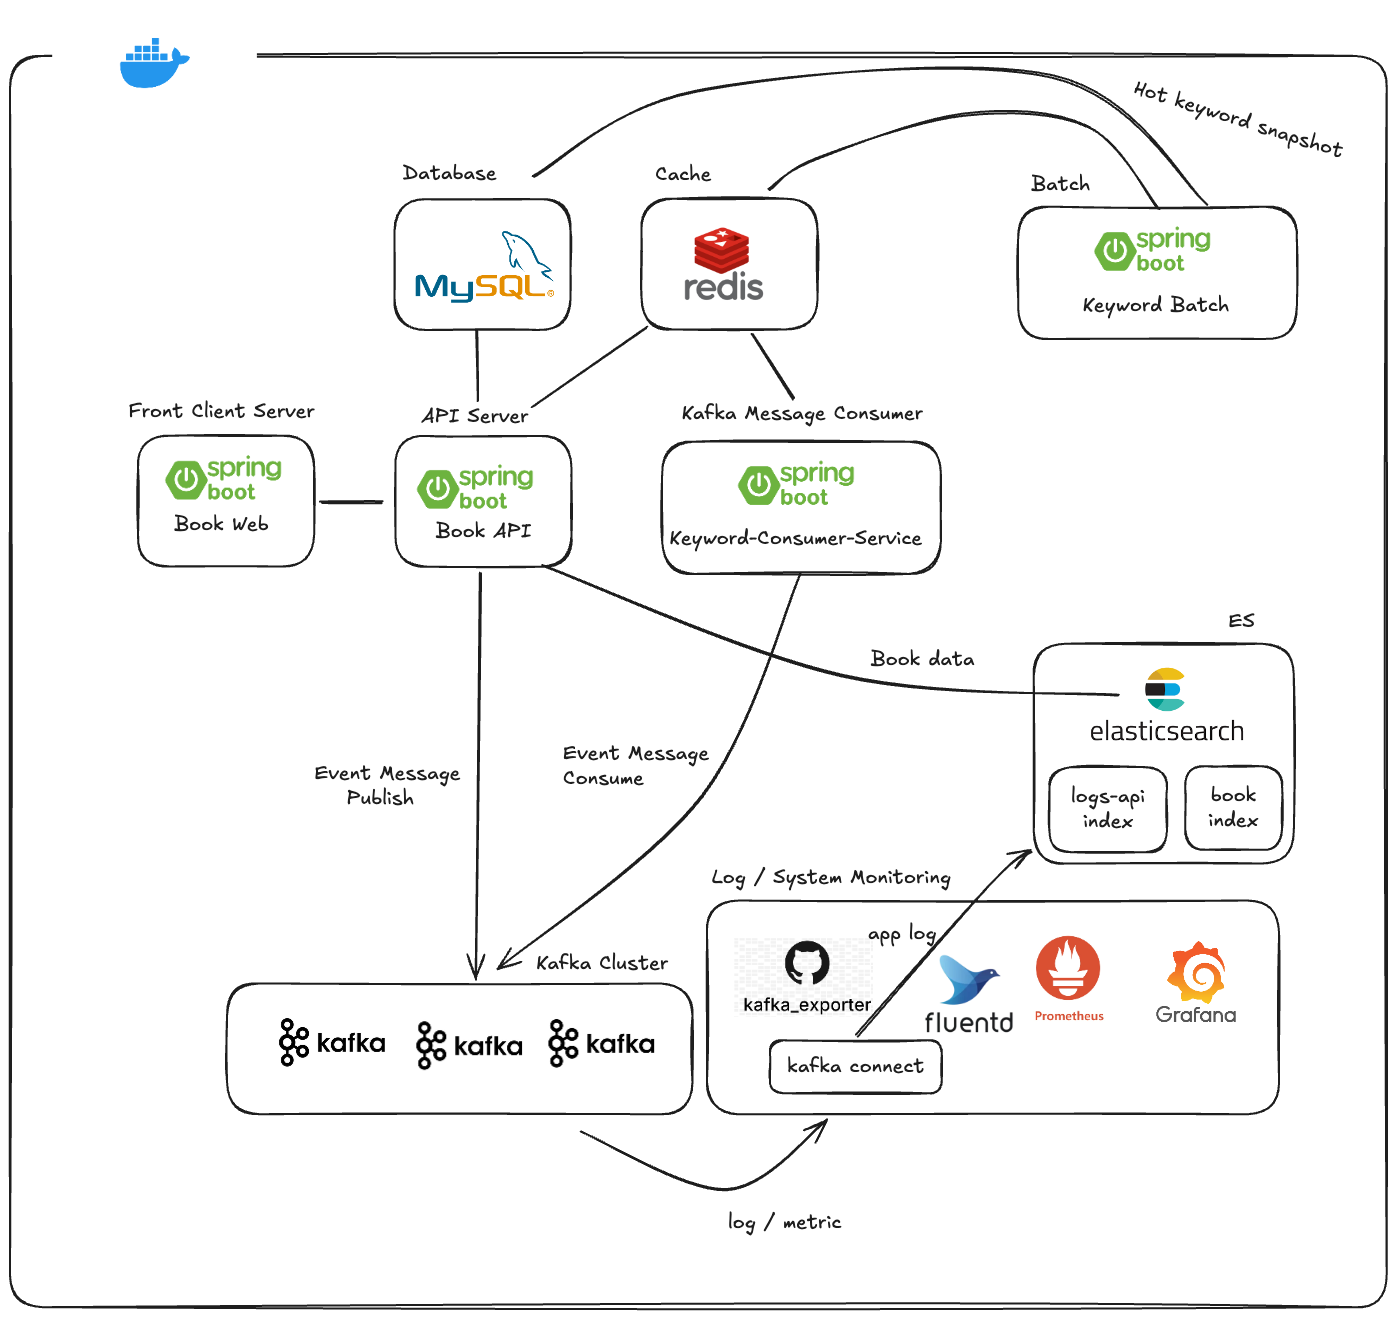 Hot keyword snapshot
Database
Cache
Batch
MySQL®
redis
spring
boot
Keyword Batch
Front Client Server
API Server
Kafka Message Consumer
spring
boot
Book Web
spring
boot
Book API
spring
boot
Keyword-Consumer-Service
ES
Book data
elasticsearch
logs-api
index
book
index
Event Message
Publish
Event Message
Consume
Log / System Monitoring
app log
Kafka Cluster
kafka
kafka
kafka
kafka_exporter
fluentd
Prometheus
Grafana
kafka connect
log / metric